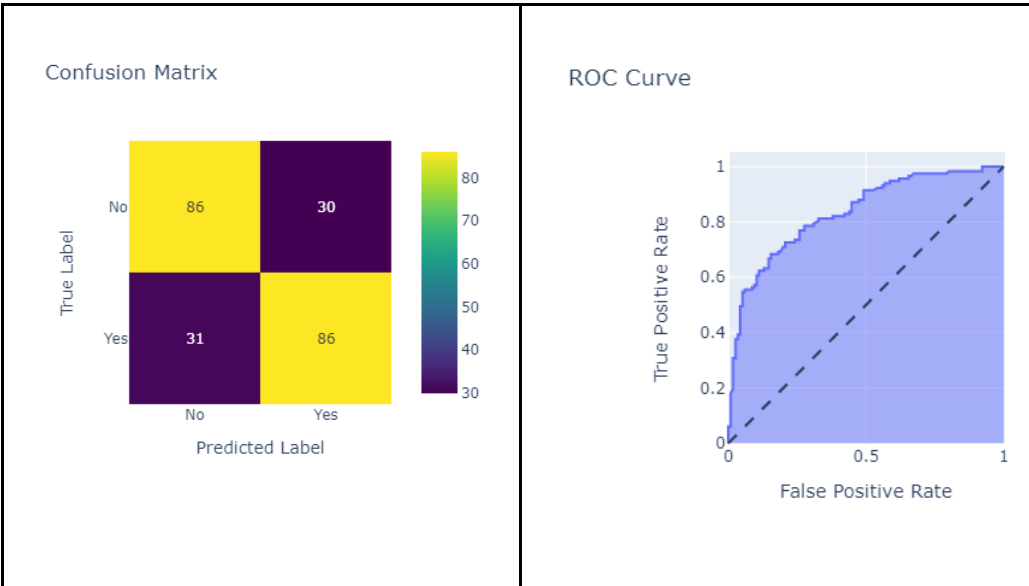 Confusion Matrix
True Label
No
86
30
Yes
31
86
No
Yes
Predicted Label
80
70
60
50
40
30
ROC Curve
True Positive Rate
1
0.8
0.6
0.4
0.2
0
0
0.5
1
False Positive Rate